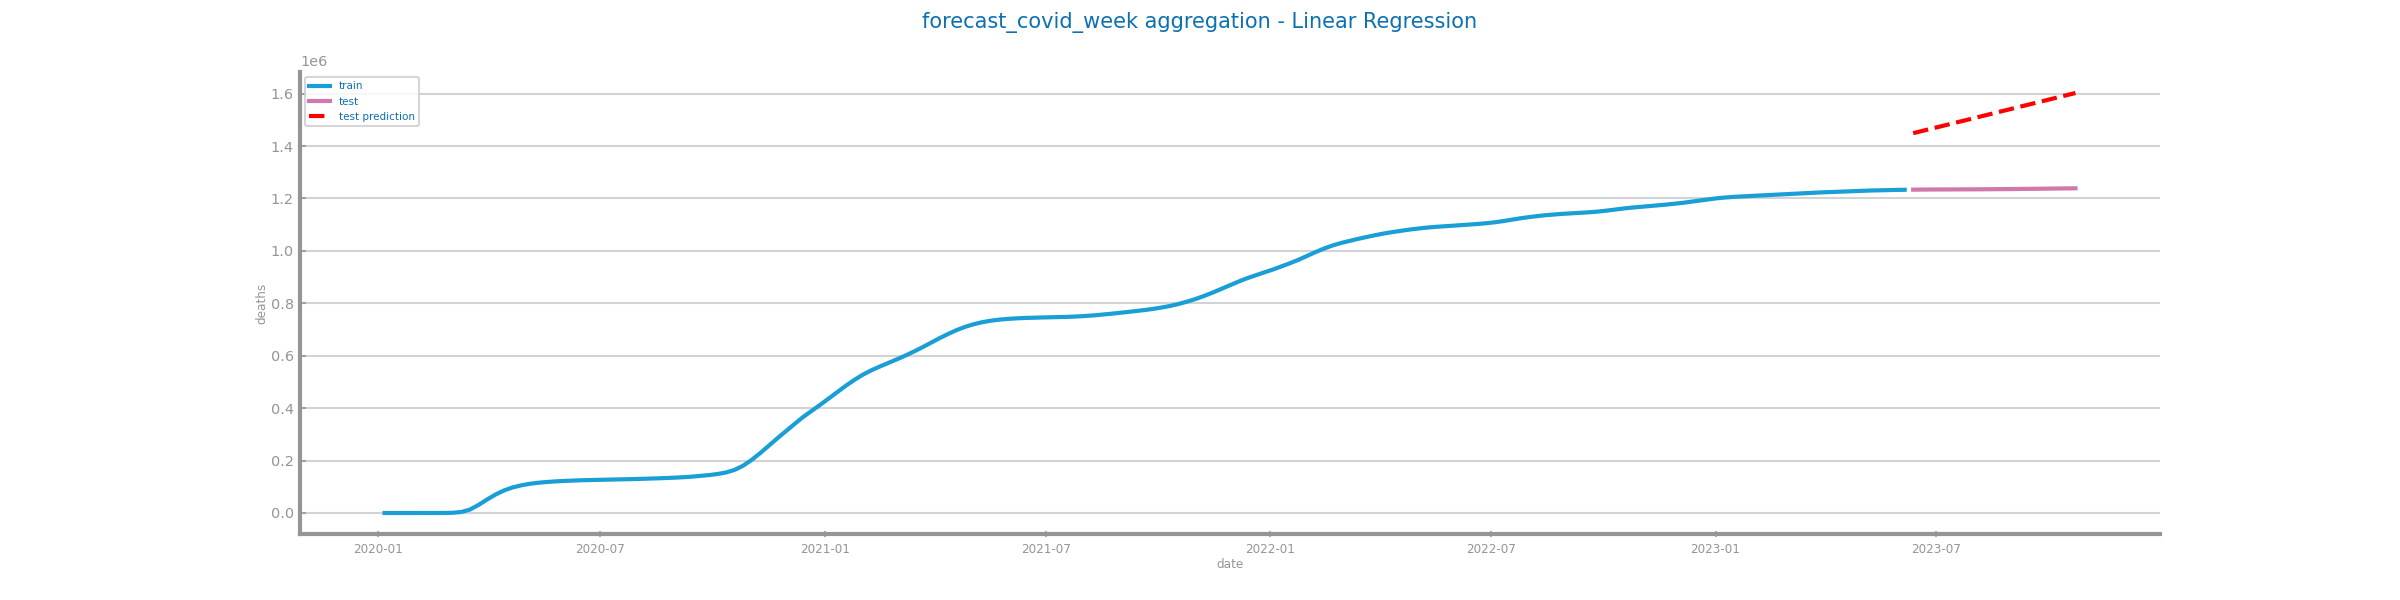 forecast_covid_week aggregation - Linear Regression
1e6
train
test
test prediction
1.6
1.4
1.2
1.0
0.8
0.6
0.4
0.2
0.0
deaths
2020-01 2020-07 2021-01 2021-07 2022-01 2022-07 2023-01 2023-07
date